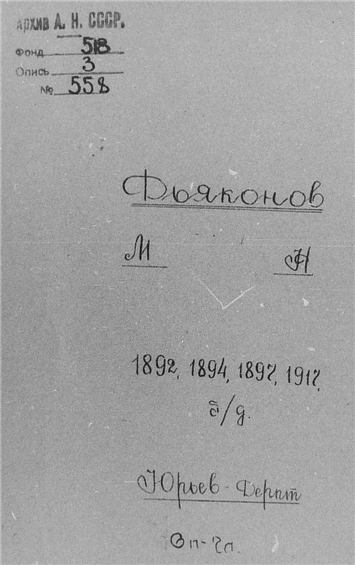 Архив А. Н. СССР.
Фонд 518
Опись 3
№ 558
Дьяконов
М Н
1892, 1894, 1897, 1917,
б/д.
Юрьев-Дерпт